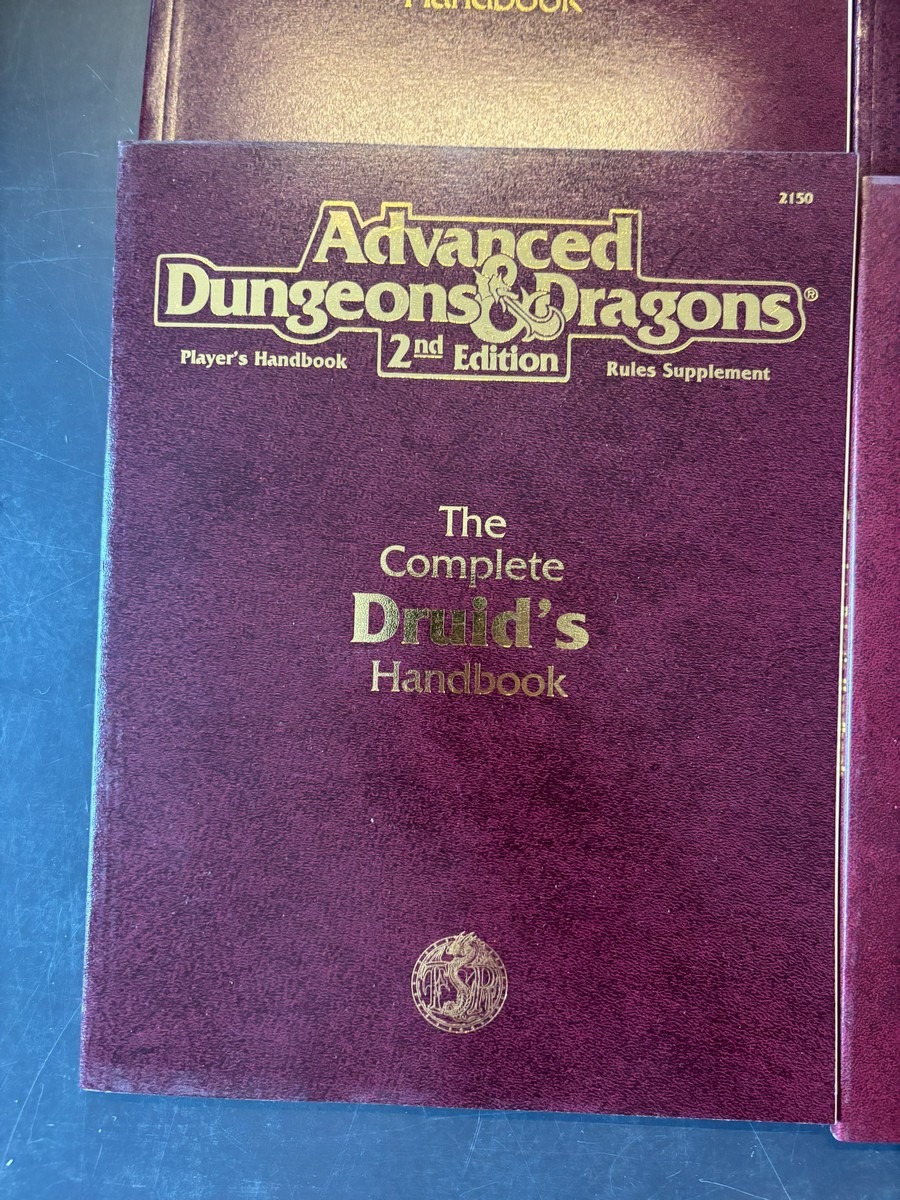 Handbook
2150
Advanced
Dungeons & Dragons®
2nd Edition
Player's Handbook
Rules Supplement
The
Complete
Druid's
Handbook
TSR